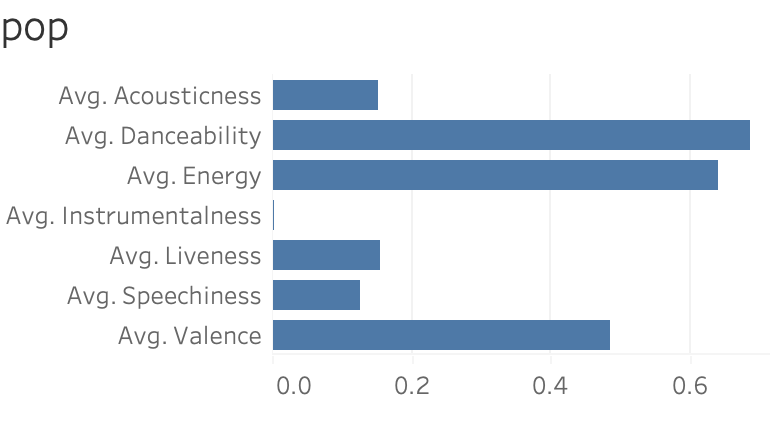 pop
Avg. Acousticness
Avg. Danceability
Avg. Energy
Avg. Instrumentalness
Avg. Liveness
Avg. Speechiness
Avg. Valence
0.0 0.2 0.4 0.6